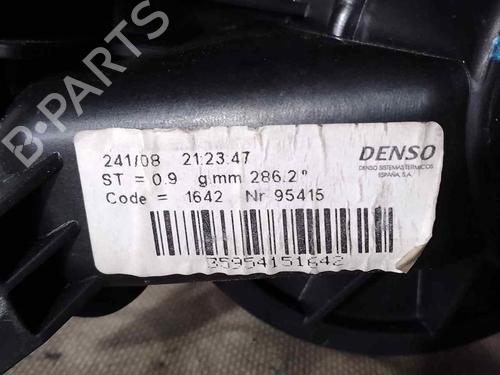 B-PARTS
241/08 21:23:47
ST = 0.9 g.mm 286.2°
Code = 1642 Nr 95415
DENSO
DENSO SISTEMAS TERMICOS
ESPAÑA, S.A.
35954151642